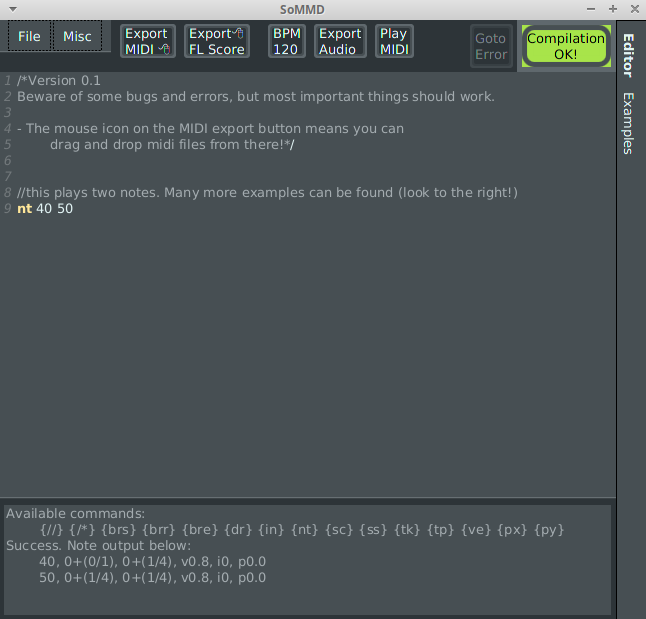 SoMMD
File Misc Export MIDI Export FL Score BPM 120 Export Audio Play MIDI Goto Error Compilation OK!
Editor
Examples
1 /*Version 0.1
2 Beware of some bugs and errors, but most important things should work.
3
4 - The mouse icon on the MIDI export button means you can
5 drag and drop midi files from there!*/
6
7
8 //this plays two notes. Many more examples can be found (look to the right!)
9 nt 40 50
Available commands:
{//} {/*} {brs} {brr} {bre} {dr} {in} {nt} {sc} {ss} {tk} {tp} {ve} {px} {py}
Success. Note output below:
40, 0+(0/1), 0+(1/4), v0.8, i0, p0.0
50, 0+(1/4), 0+(1/4), v0.8, i0, p0.0